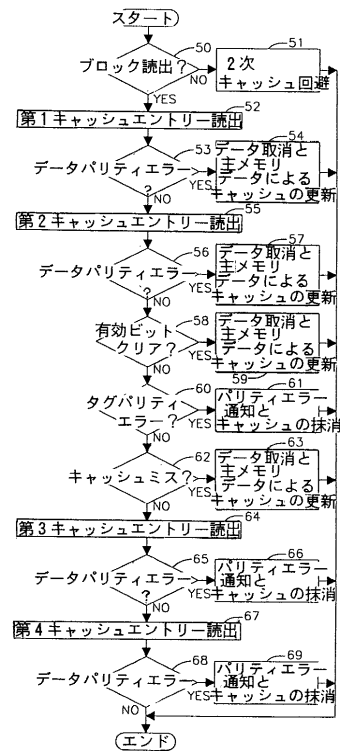 スタート
50
ブロック読出？
NO
YES
51
2次
キャッシュ回避
52
第1キャッシュエントリー読出
53
データパリティエラー
？
YES
NO
54
データ取消と
主メモリ
データによる
キャッシュの更新
55
第2キャッシュエントリー読出
56
データパリティエラー
？
YES
NO
57
データ取消と
主メモリ
データによる
キャッシュの更新
58
有効ビット
クリア？
YES
NO
データ取消と
主メモリ
データによる
キャッシュの更新
59
60
タグパリティ
エラー？
YES
NO
61
パリティエラー
通知と
キャッシュの抹消
62
キャッシュミス？
YES
NO
63
データ取消と
主メモリ
データによる
キャッシュの更新
64
第3キャッシュエントリー読出
65
データパリティエラー
？
YES
NO
66
パリティエラー
通知と
キャッシュの抹消
67
第4キャッシュエントリー読出
68
データパリティエラー
YES
NO
69
パリティエラー
通知と
キャッシュの抹消
エンド